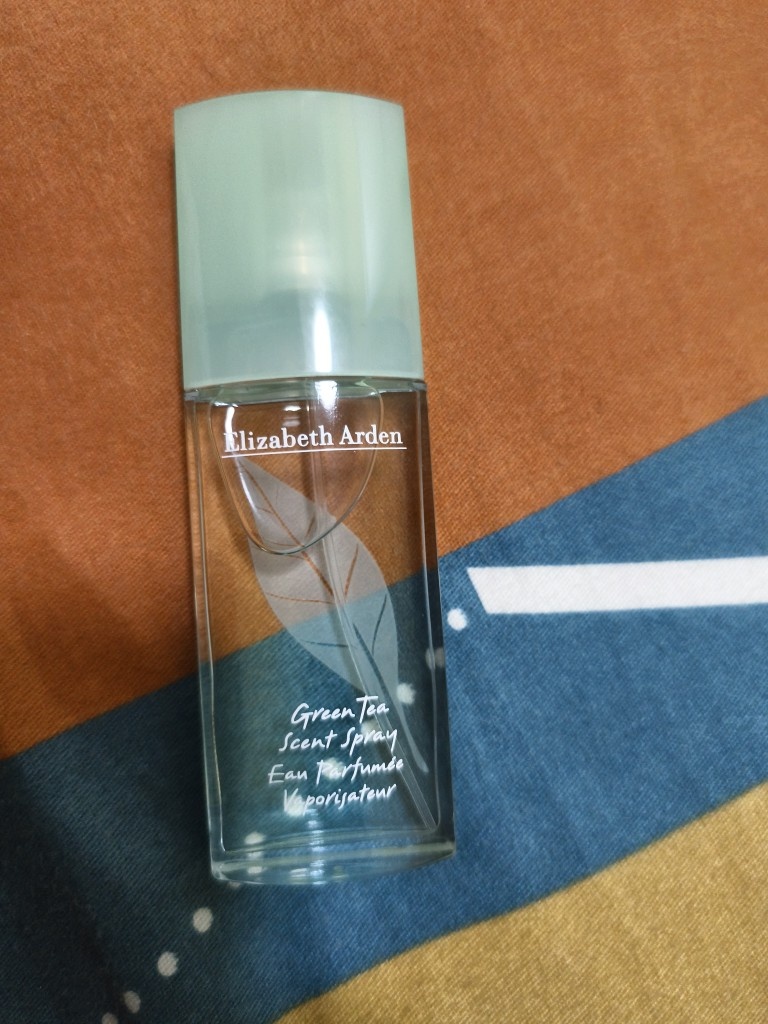 Elizabeth Arden
Green Tea
Scent Spray
Eau Parfumée
Vaporisateur